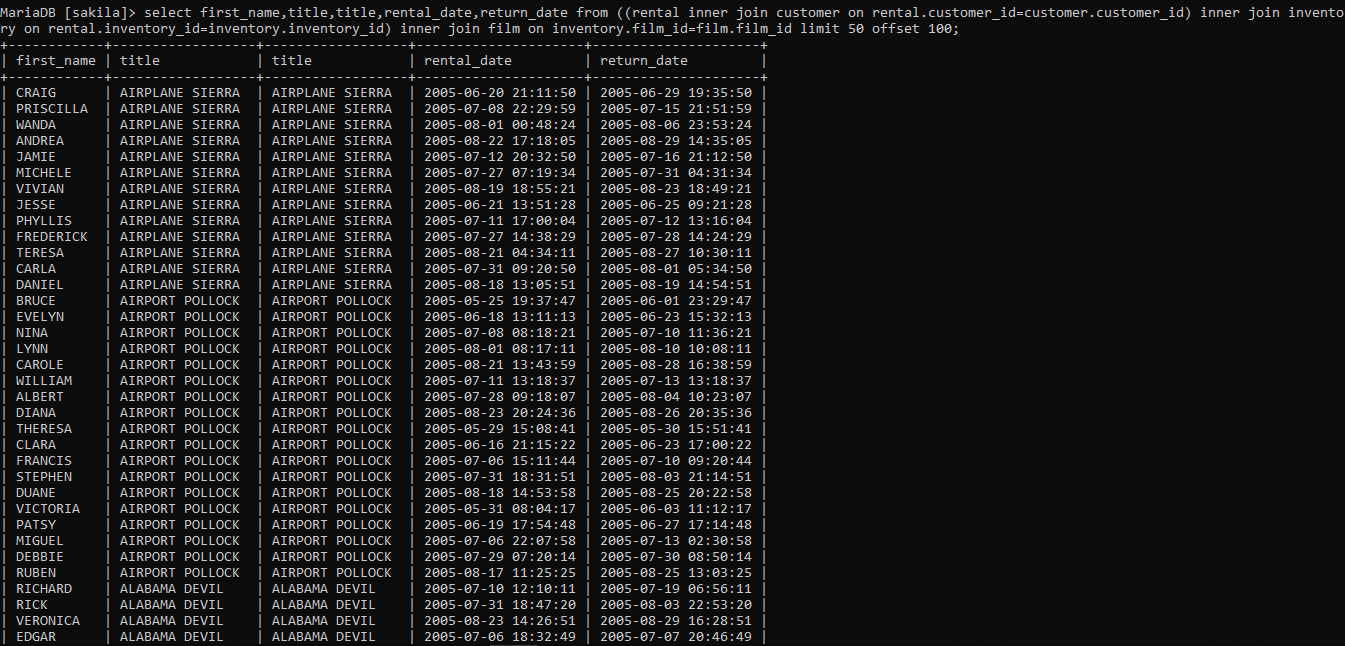 MariaDB [sakila]> select first_name,title,title,rental_date,return_date from ((rental inner join customer on rental.customer_id=customer.customer_id) inner join invento
ry on rental.inventory_id=inventory.inventory_id) inner join film on inventory.film_id=film.film_id limit 50 offset 100;
+------------+------------------+------------------+---------------------+---------------------+
| first_name | title            | title            | rental_date         | return_date         |
+------------+------------------+------------------+---------------------+---------------------+
| CRAIG      | AIRPLANE SIERRA  | AIRPLANE SIERRA  | 2005-06-20 21:11:50 | 2005-06-29 19:35:50 |
| PRISCILLA  | AIRPLANE SIERRA  | AIRPLANE SIERRA  | 2005-07-08 22:29:59 | 2005-07-15 21:51:59 |
| WANDA      | AIRPLANE SIERRA  | AIRPLANE SIERRA  | 2005-08-01 00:48:24 | 2005-08-06 23:53:24 |
| ANDREA     | AIRPLANE SIERRA  | AIRPLANE SIERRA  | 2005-08-22 17:18:05 | 2005-08-29 14:35:05 |
| JAMIE      | AIRPLANE SIERRA  | AIRPLANE SIERRA  | 2005-07-12 20:32:50 | 2005-07-16 21:12:50 |
| MICHELE    | AIRPLANE SIERRA  | AIRPLANE SIERRA  | 2005-07-27 07:19:34 | 2005-07-31 04:31:34 |
| VIVIAN     | AIRPLANE SIERRA  | AIRPLANE SIERRA  | 2005-08-19 18:55:21 | 2005-08-23 18:49:21 |
| JESSE      | AIRPLANE SIERRA  | AIRPLANE SIERRA  | 2005-06-21 13:51:28 | 2005-06-25 09:21:28 |
| PHYLLIS    | AIRPLANE SIERRA  | AIRPLANE SIERRA  | 2005-07-11 17:00:04 | 2005-07-12 13:16:04 |
| FREDERICK  | AIRPLANE SIERRA  | AIRPLANE SIERRA  | 2005-07-27 14:38:29 | 2005-07-28 14:24:29 |
| TERESA     | AIRPLANE SIERRA  | AIRPLANE SIERRA  | 2005-08-21 04:34:11 | 2005-08-27 10:30:11 |
| CARLA      | AIRPLANE SIERRA  | AIRPLANE SIERRA  | 2005-07-31 09:20:50 | 2005-08-01 05:34:50 |
| DANIEL     | AIRPLANE SIERRA  | AIRPLANE SIERRA  | 2005-08-18 13:05:51 | 2005-08-19 14:54:51 |
| BRUCE      | AIRPORT POLLOCK  | AIRPORT POLLOCK  | 2005-05-25 19:37:47 | 2005-06-01 23:29:47 |
| EVELYN     | AIRPORT POLLOCK  | AIRPORT POLLOCK  | 2005-06-18 13:11:13 | 2005-06-23 15:32:13 |
| NINA       | AIRPORT POLLOCK  | AIRPORT POLLOCK  | 2005-07-08 08:18:21 | 2005-07-10 11:36:21 |
| LYNN       | AIRPORT POLLOCK  | AIRPORT POLLOCK  | 2005-08-01 08:17:11 | 2005-08-10 10:08:11 |
| CAROLE     | AIRPORT POLLOCK  | AIRPORT POLLOCK  | 2005-08-21 13:43:59 | 2005-08-28 16:38:59 |
| WILLIAM    | AIRPORT POLLOCK  | AIRPORT POLLOCK  | 2005-07-11 13:18:37 | 2005-07-13 13:18:37 |
| ALBERT     | AIRPORT POLLOCK  | AIRPORT POLLOCK  | 2005-07-28 09:18:07 | 2005-08-04 10:23:07 |
| DIANA      | AIRPORT POLLOCK  | AIRPORT POLLOCK  | 2005-08-23 20:24:36 | 2005-08-26 20:35:36 |
| THERESA    | AIRPORT POLLOCK  | AIRPORT POLLOCK  | 2005-05-29 15:08:41 | 2005-05-30 15:51:41 |
| CLARA      | AIRPORT POLLOCK  | AIRPORT POLLOCK  | 2005-06-16 21:15:22 | 2005-06-23 17:00:22 |
| FRANCIS    | AIRPORT POLLOCK  | AIRPORT POLLOCK  | 2005-07-06 15:11:44 | 2005-07-10 09:20:44 |
| STEPHEN    | AIRPORT POLLOCK  | AIRPORT POLLOCK  | 2005-07-31 18:31:51 | 2005-08-03 21:14:51 |
| DUANE      | AIRPORT POLLOCK  | AIRPORT POLLOCK  | 2005-08-18 14:53:58 | 2005-08-25 20:22:58 |
| VICTORIA   | AIRPORT POLLOCK  | AIRPORT POLLOCK  | 2005-05-31 08:04:17 | 2005-06-03 11:12:17 |
| PATSY      | AIRPORT POLLOCK  | AIRPORT POLLOCK  | 2005-06-19 17:54:48 | 2005-06-27 17:14:48 |
| MIGUEL     | AIRPORT POLLOCK  | AIRPORT POLLOCK  | 2005-07-06 22:07:58 | 2005-07-13 02:30:58 |
| DEBBIE     | AIRPORT POLLOCK  | AIRPORT POLLOCK  | 2005-07-29 07:20:14 | 2005-07-30 08:50:14 |
| RUBEN      | AIRPORT POLLOCK  | AIRPORT POLLOCK  | 2005-08-17 11:25:25 | 2005-08-25 13:03:25 |
| RICHARD    | ALABAMA DEVIL    | ALABAMA DEVIL    | 2005-07-10 12:10:11 | 2005-07-19 06:56:11 |
| RICK       | ALABAMA DEVIL    | ALABAMA DEVIL    | 2005-07-31 18:47:20 | 2005-08-03 22:53:20 |
| VERONICA   | ALABAMA DEVIL    | ALABAMA DEVIL    | 2005-08-23 14:26:51 | 2005-08-29 16:28:51 |
| EDGAR      | ALABAMA DEVIL    | ALABAMA DEVIL    | 2005-07-06 18:32:49 | 2005-07-07 20:46:49 |